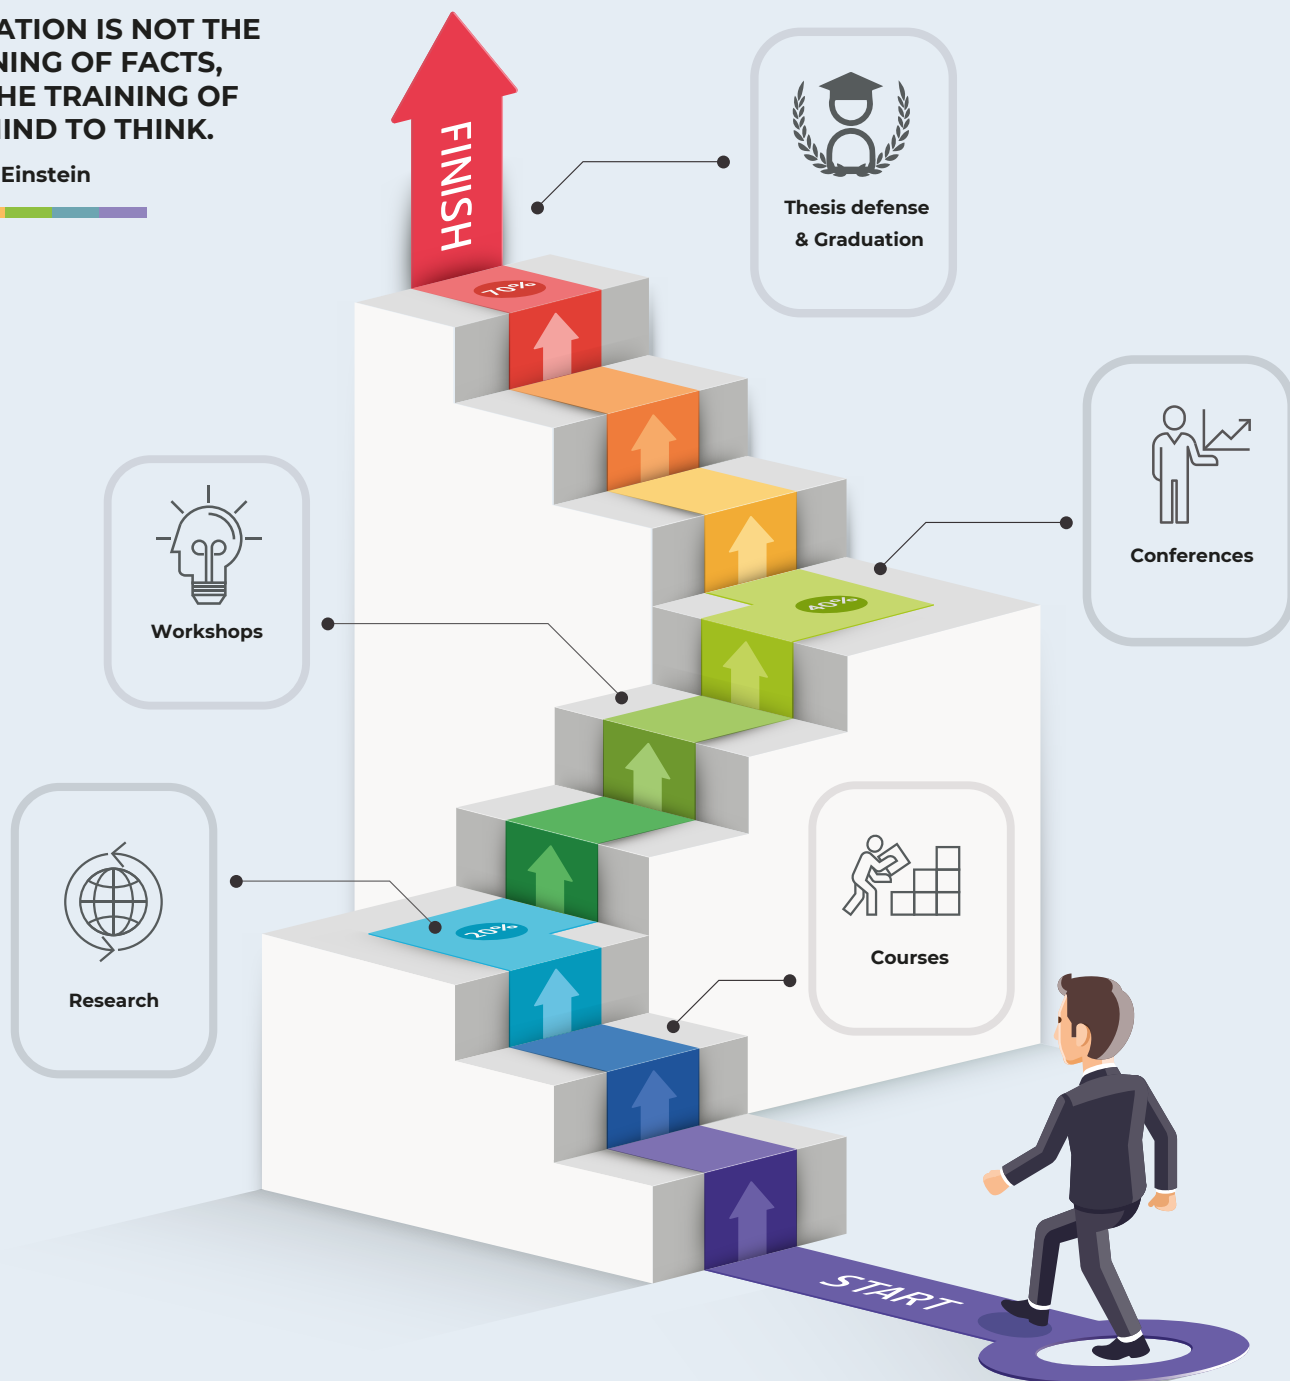 ATION IS NOT THE
NING OF FACTS,
HE TRAINING OF
IND TO THINK.
Einstein
FINISH
Thesis defense
& Graduation
70%
Conferences
Workshops
40%
Courses
20%
Research
START